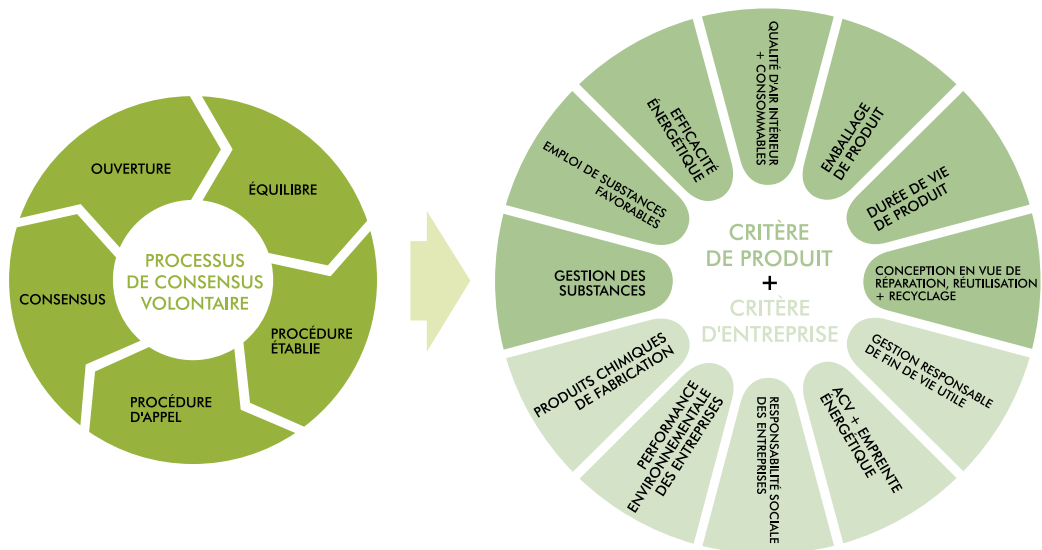 OUVERTURE
ÉQUILIBRE
PROCÉDURE
ÉTABLIE
PROCÉDURE
D'APPEL
CONSENSUS
PROCESSUS
DE CONSENSUS
VOLONTAIRE
QUALITÉ D'AIR INTÉRIEUR
+ CONSOMMABLES
EMBALLAGE
DE PRODUIT
DURÉE DE VIE
DE PRODUIT
CONCEPTION EN VUE DE
RÉPARATION, RÉUTILISATION
+ RECYCLAGE
GESTION RESPONSABLE
DE FIN DE VIE UTILE
ACV + EMPREINTE
ÉNERGÉTIQUE
RESPONSABILITÉ SOCIALE
DES ENTREPRISES
PERFORMANCE
ENVIRONNEMENTALE
DES ENTREPRISES
PRODUITS CHIMIQUES
DE FABRICATION
GESTION DES
SUBSTANCES
EMPLOI DE SUBSTANCES
FAVORABLES
EFFICACITÉ
ÉNERGÉTIQUE
CRITÈRE
DE PRODUIT
+
CRITÈRE
D'ENTREPRISE